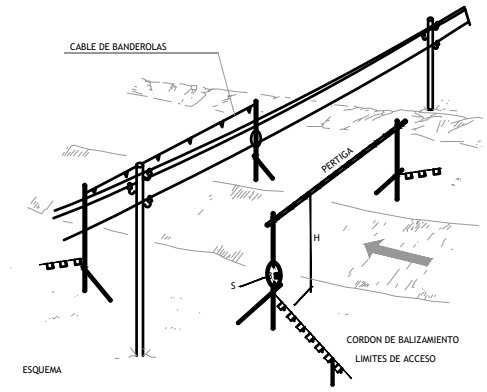 CABLE DE BANDEROLAS
PERTIGA
H
S
CORDON DE BALIZAMIENTO
LIMITES DE ACCESO
ESQUEMA